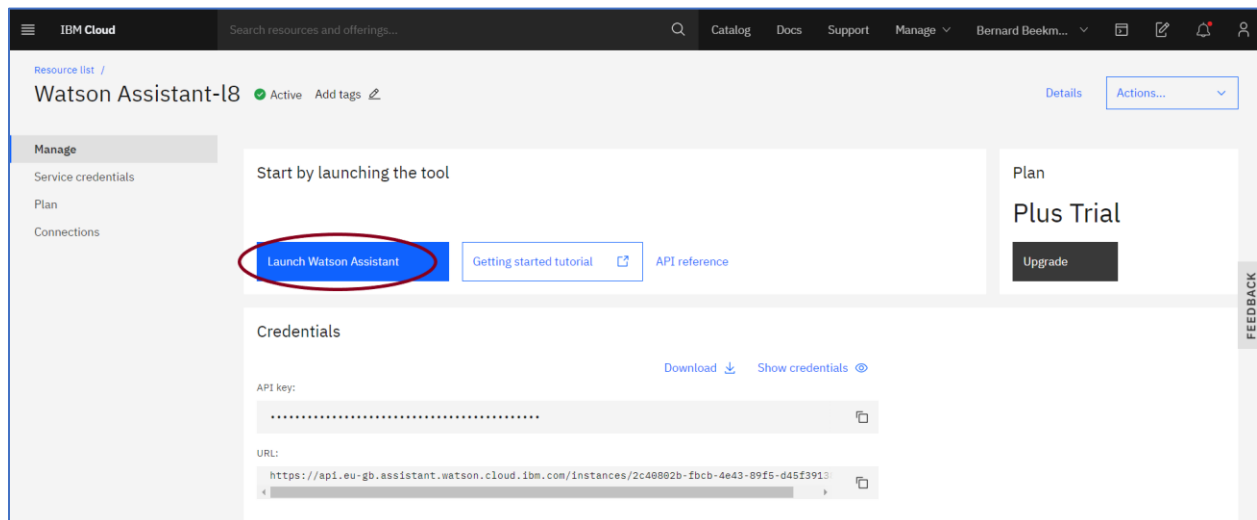 IBM Cloud
Search resources and offerings...
Catalog
Docs
Support
Manage
Bernard Beekm...
Resource list /
Watson Assistant-l8
Active
Add tags
Details
Actions...
Manage
Service credentials
Plan
Connections
Start by launching the tool
Launch Watson Assistant
Getting started tutorial
API reference
Plan
Plus Trial
Upgrade
FEEDBACK
Credentials
Download
Show credentials
API key:
••••••••••••••••••••••••••••••••••••••••••••
URL:
https://api.eu-gb.assistant.watson.cloud.ibm.com/instances/2c40802b-fbcb-4e43-89f5-d45f3913